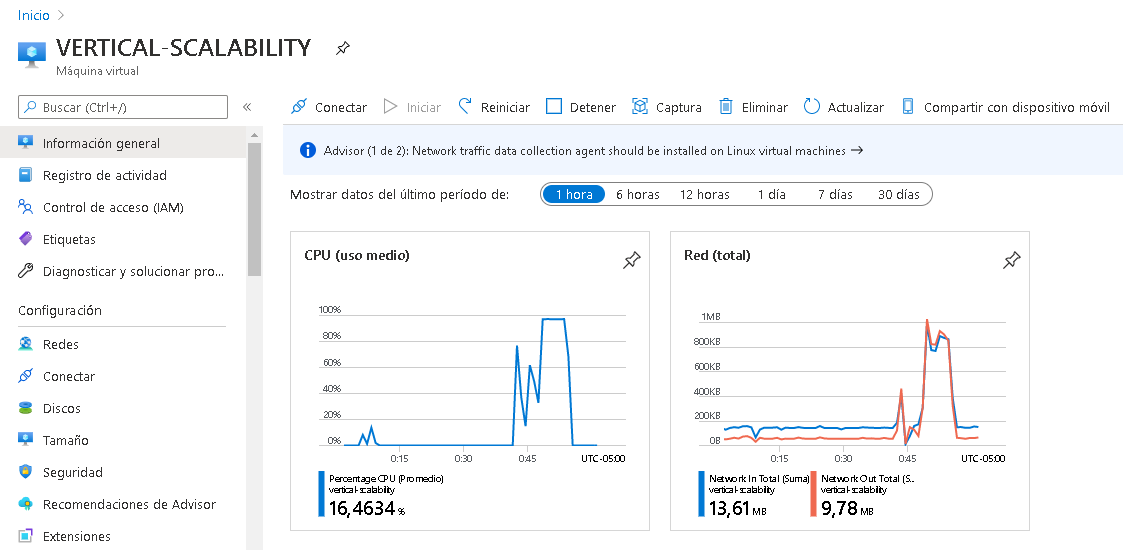 Inicio
VERTICAL-SCALABILITY
Máquina virtual
Buscar (Ctrl+/)
Conectar Iniciar Reiniciar Detener Captura Eliminar Actualizar Compartir con dispositivo móvil
Información general
Registro de actividad
Control de acceso (IAM)
Etiquetas
Diagnosticar y solucionar pro...
Configuración
Redes
Conectar
Discos
Tamaño
Seguridad
Recomendaciones de Advisor
Extensiones
Advisor (1 de 2): Network traffic data collection agent should be installed on Linux virtual machines →
Mostrar datos del último período de: 1 hora 6 horas 12 horas 1 día 7 días 30 días
CPU (uso medio)
100%
80%
60%
40%
20%
0%
0:15 0:30 0:45 UTC-05:00
Percentage CPU (Promedio)
vertical-scalability
16,4634 %
Red (total)
1MB
800KB
600KB
400KB
200KB
0B
0:15 0:30 0:45 UTC-05:00
Network In Total (Suma)
vertical-scalability
13,61 MB
Network Out Total (S...
vertical-scalability
9,78 MB